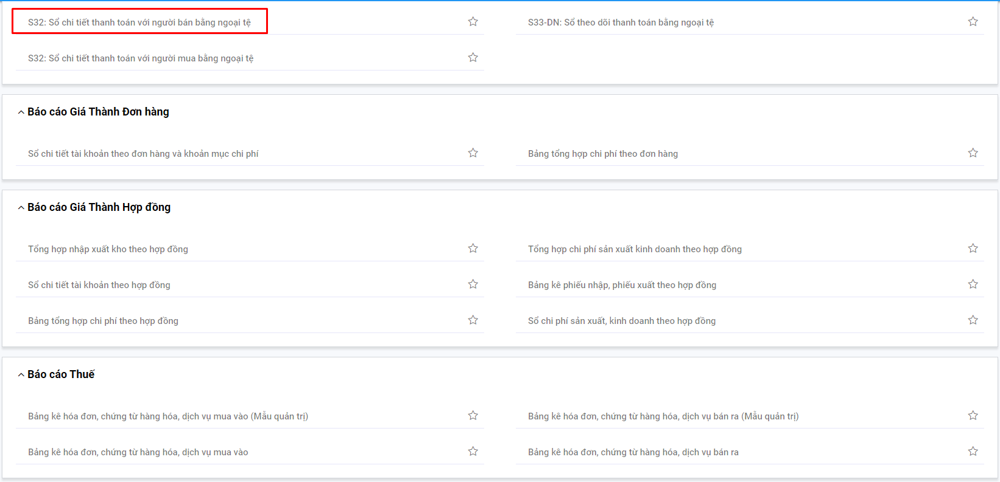 S32: Sổ chi tiết thanh toán với người bán bằng ngoại tệ
S33-DN: Sổ theo dõi thanh toán bằng ngoại tệ
S32: Sổ chi tiết thanh toán với người mua bằng ngoại tệ
Báo cáo Giá Thành Đơn hàng
Sổ chi tiết tài khoản theo đơn hàng và khoản mục chi phí
Bảng tổng hợp chi phí theo đơn hàng
Báo cáo Giá Thành Hợp đồng
Tổng hợp nhập xuất kho theo hợp đồng
Tổng hợp chi phí sản xuất kinh doanh theo hợp đồng
Sổ chi tiết tài khoản theo hợp đồng
Bảng kê phiếu nhập, phiếu xuất theo hợp đồng
Bảng tổng hợp chi phí theo hợp đồng
Sổ chi phí sản xuất, kinh doanh theo hợp đồng
Báo cáo Thuế
Bảng kê hóa đơn, chứng từ hàng hóa, dịch vụ mua vào (Mẫu quản trị)
Bảng kê hóa đơn, chứng từ hàng hóa, dịch vụ bán ra (Mẫu quản trị)
Bảng kê hóa đơn, chứng từ hàng hóa, dịch vụ mua vào
Bảng kê hóa đơn, chứng từ hàng hóa, dịch vụ bán ra